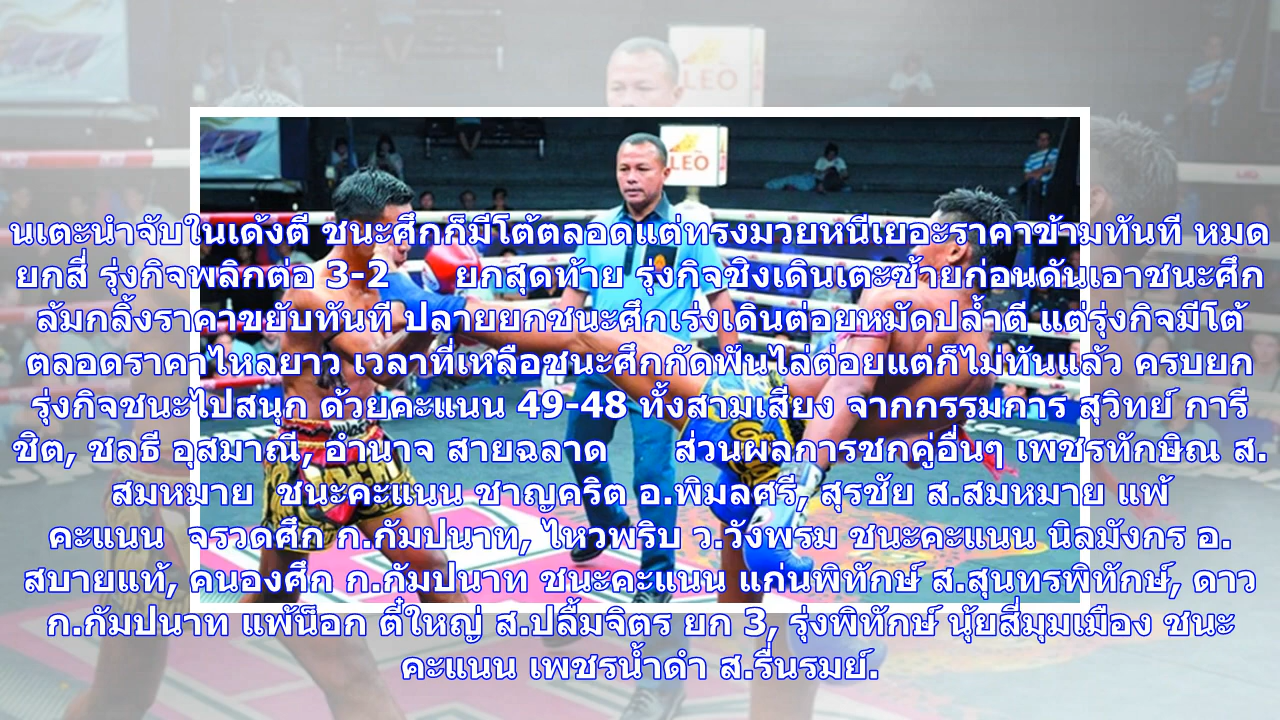 LEO
LEO
นเตะนำจับในเด้งตี ชนะศึกก็มีโต้ตลอดแต่ทรงมวยหนีเยอะราคาข้ามทันที หมด
ยกสี่ รุ่งกิจพลิกต่อ 3-2 ยกสุดท้าย รุ่งกิจชิงเดินเตะซ้ายก่อนดันเอาชนะศึก
ล้มกลิ้งราคาขยับทันที ปลายยกชนะศึกเร่งเดินต่อยหมัดปล้ำตี แต่รุ่งกิจมีโต้
ตลอดราคาไหลยาว เวลาที่เหลือชนะศึกกัดฟันไล่ต่อยแต่ก็ไม่ทันแล้ว ครบยก
รุ่งกิจชนะไปสนุก ด้วยคะแนน 49-48 ทั้งสามเสียง จากกรรมการ สุวิทย์ การี
ชิต, ชลธี อุสมาณี, อำนาจ สายฉลาด ส่วนผลการชกคู่อื่นๆ เพชรทักษิณ ส.
สมหมาย ชนะคะแนน ชาญคริต อ.พิมลศรี, สุรชัย ส.สมหมาย แพ้
คะแนน จรวดศึก ก.กัมปนาท, ไหวพริบ ว.วังพรม ชนะคะแนน นิลมังกร อ.
สบายแท้, คนองศึก ก.กัมปนาท ชนะคะแนน แก่นพิทักษ์ ส.สุนทรพิทักษ์, ดาว
ก.กัมปนาท แพ้น็อก ตี๋ใหญ่ ส.ปลื้มจิตร ยก 3, รุ่งพิทักษ์ นุ้ยสี่มุมเมือง ชนะ
คะแนน เพชรน้ำดำ ส.รื่นรมย์.